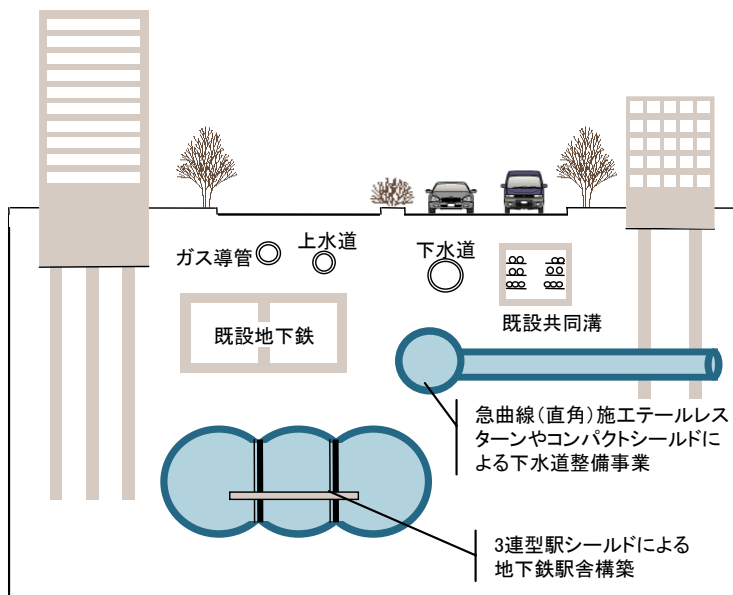 ガス導管
上水道
下水道
既設地下鉄
既設共同溝
急曲線(直角)施工テールレス
ターンやコンパクトシールドに
よる下水道整備事業
3連型駅シールドによる
地下鉄駅舎構築